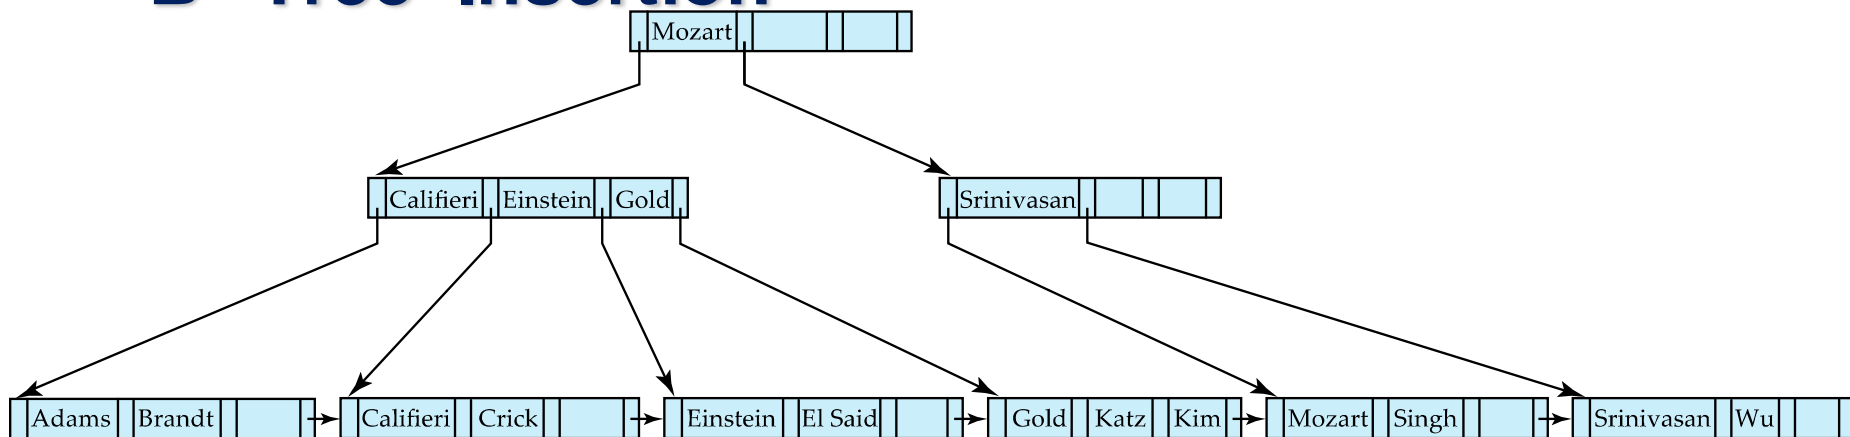 Insertion
Mozart
Califieri Einstein Gold Srinivasan
Adams Brandt Califieri Crick Einstein El Said Gold Katz Kim Mozart Singh Srinivasan Wu